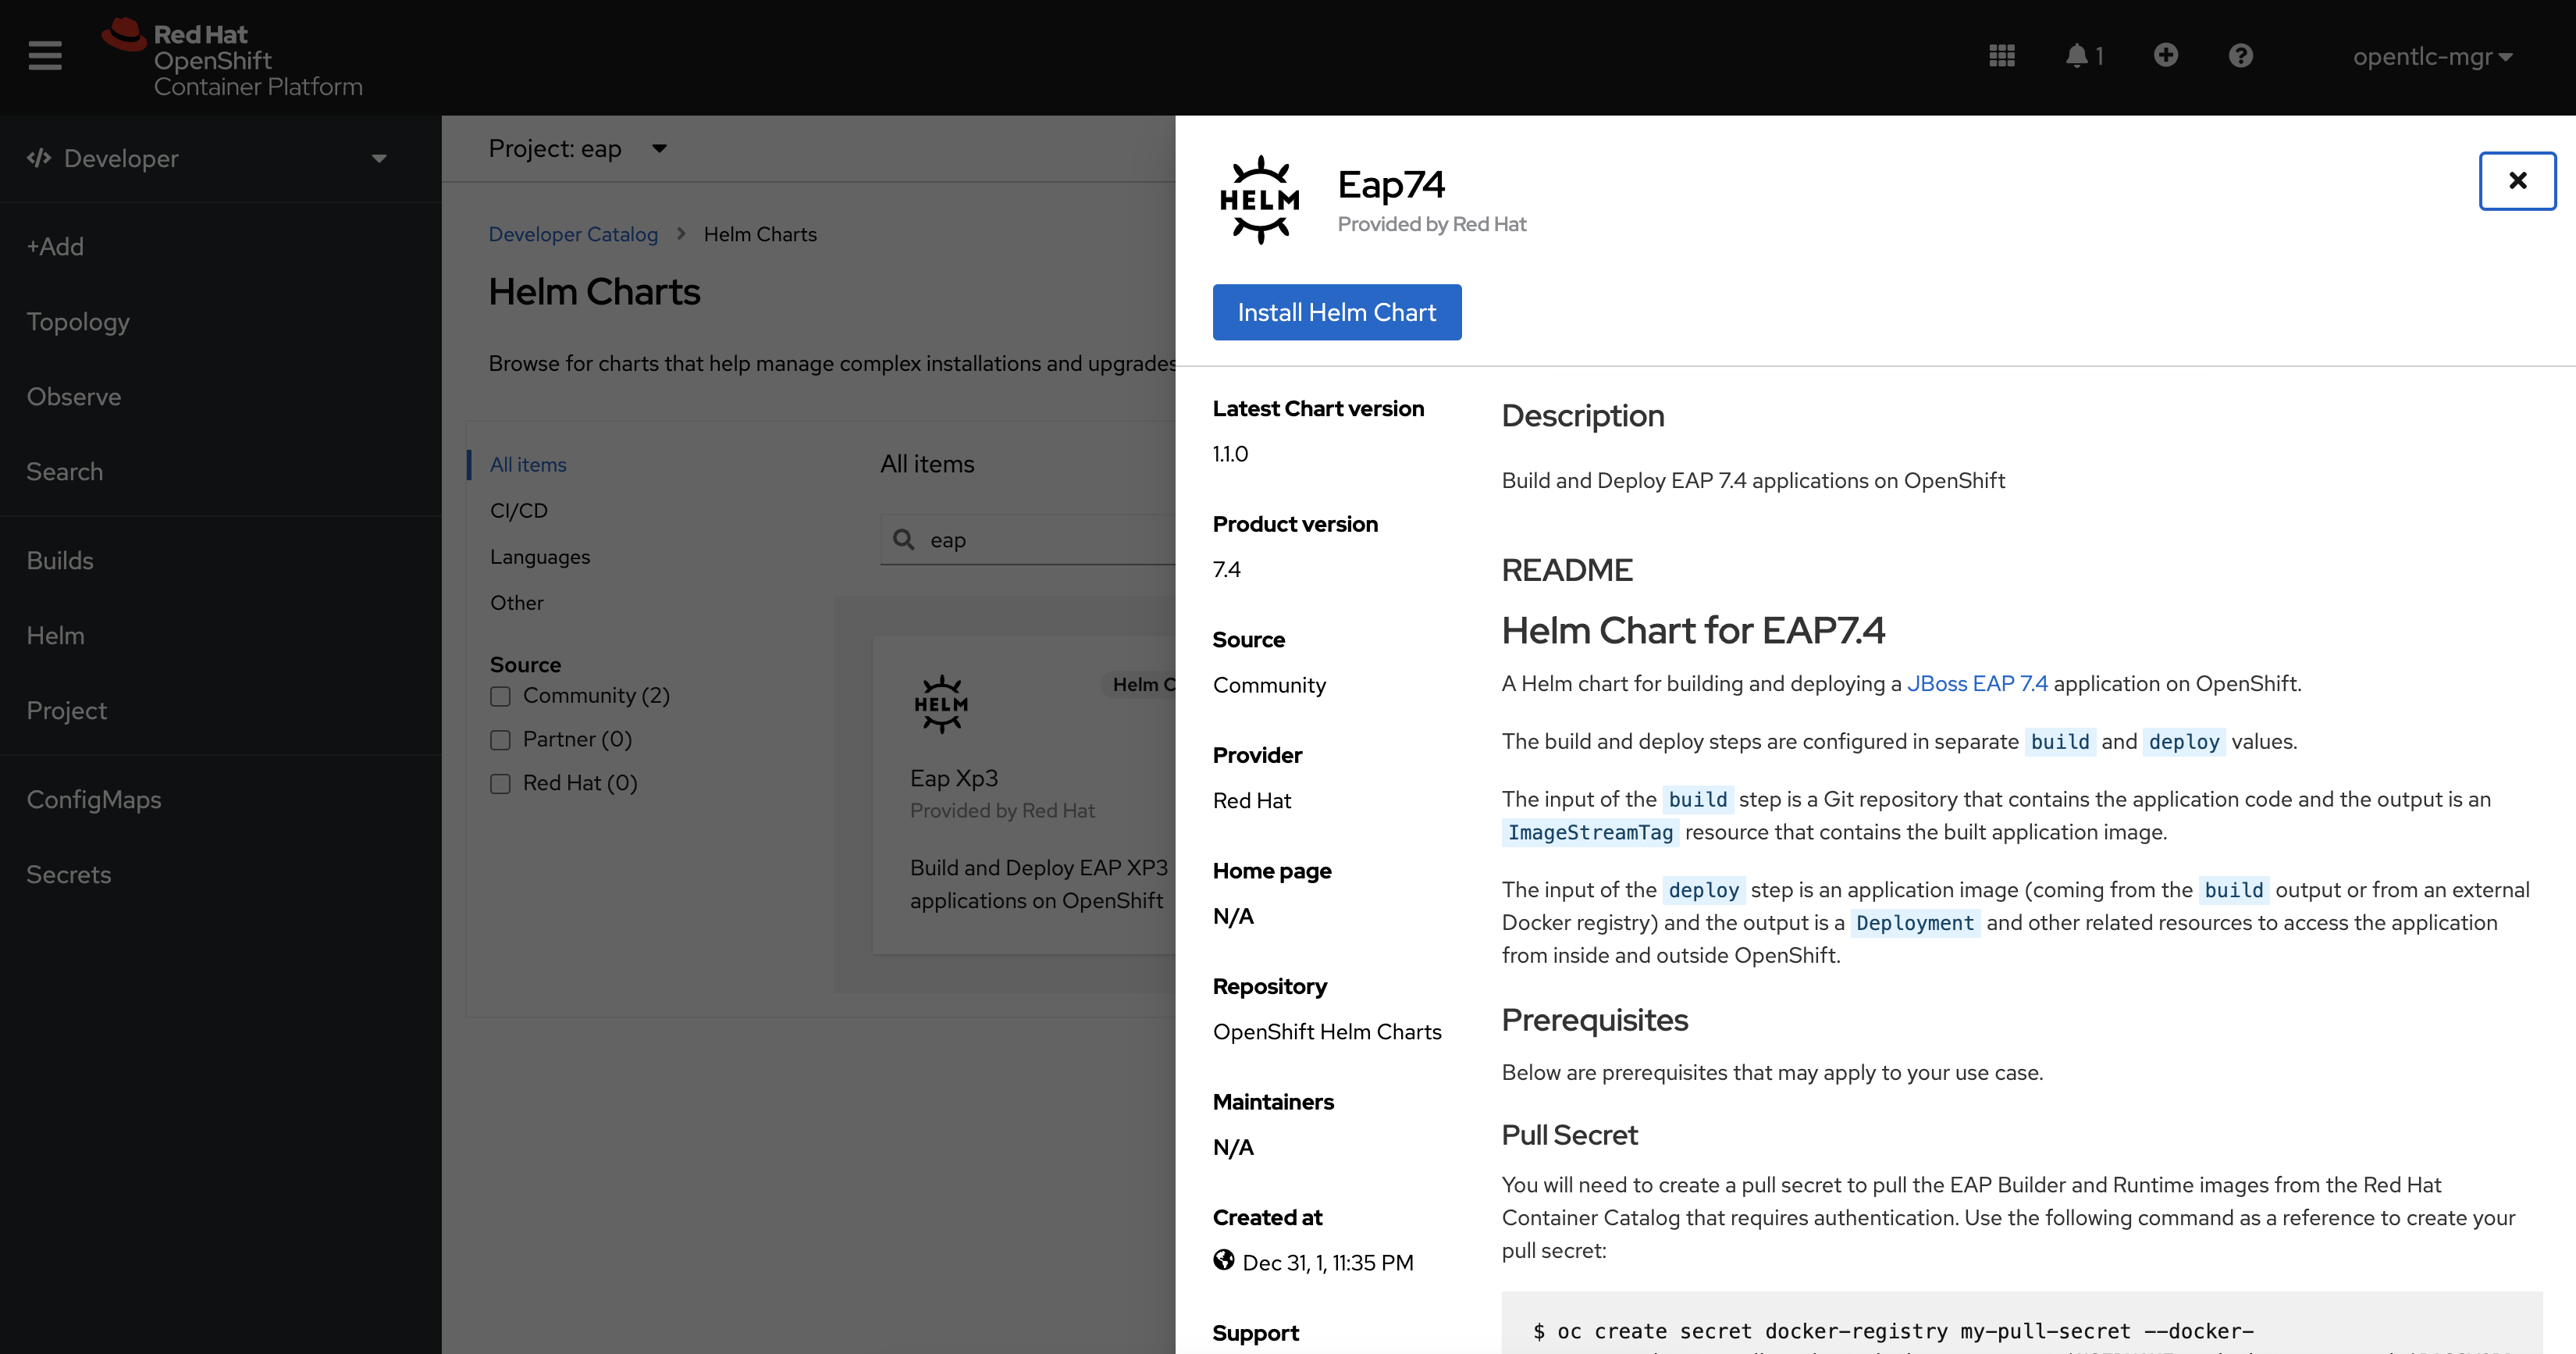 Red Hat
OpenShift
Container Platform
1
opentlc-mgr
Developer
+Add
Topology
Observe
Search
Builds
Helm
Project
ConfigMaps
Secrets
Project: eap
Developer Catalog > Helm Charts
Helm Charts
Browse for charts that help manage complex installations and upgrades
All items
CI/CD
Languages
Other
Source
Community (2)
Partner (0)
Red Hat (0)
All items
eap
HELM
Helm C
Eap Xp3
Provided by Red Hat
Build and Deploy EAP XP3
applications on OpenShift
HELM
Eap74
Provided by Red Hat
Install Helm Chart
Latest Chart version
1.1.0
Product version
7.4
Source
Community
Provider
Red Hat
Home page
N/A
Repository
OpenShift Helm Charts
Maintainers
N/A
Created at
Dec 31, 1, 11:35 PM
Support
Description
Build and Deploy EAP 7.4 applications on OpenShift
README
Helm Chart for EAP7.4
A Helm chart for building and deploying a JBoss EAP 7.4 application on OpenShift.
The build and deploy steps are configured in separate build and deploy values.
The input of the build step is a Git repository that contains the application code and the output is an
ImageStreamTag resource that contains the built application image.
The input of the deploy step is an application image (coming from the build output or from an external
Docker registry) and the output is a Deployment and other related resources to access the application
from inside and outside OpenShift.
Prerequisites
Below are prerequisites that may apply to your use case.
Pull Secret
You will need to create a pull secret to pull the EAP Builder and Runtime images from the Red Hat
Container Catalog that requires authentication. Use the following command as a reference to create your
pull secret:
$ oc create secret docker-registry my-pull-secret --docker-